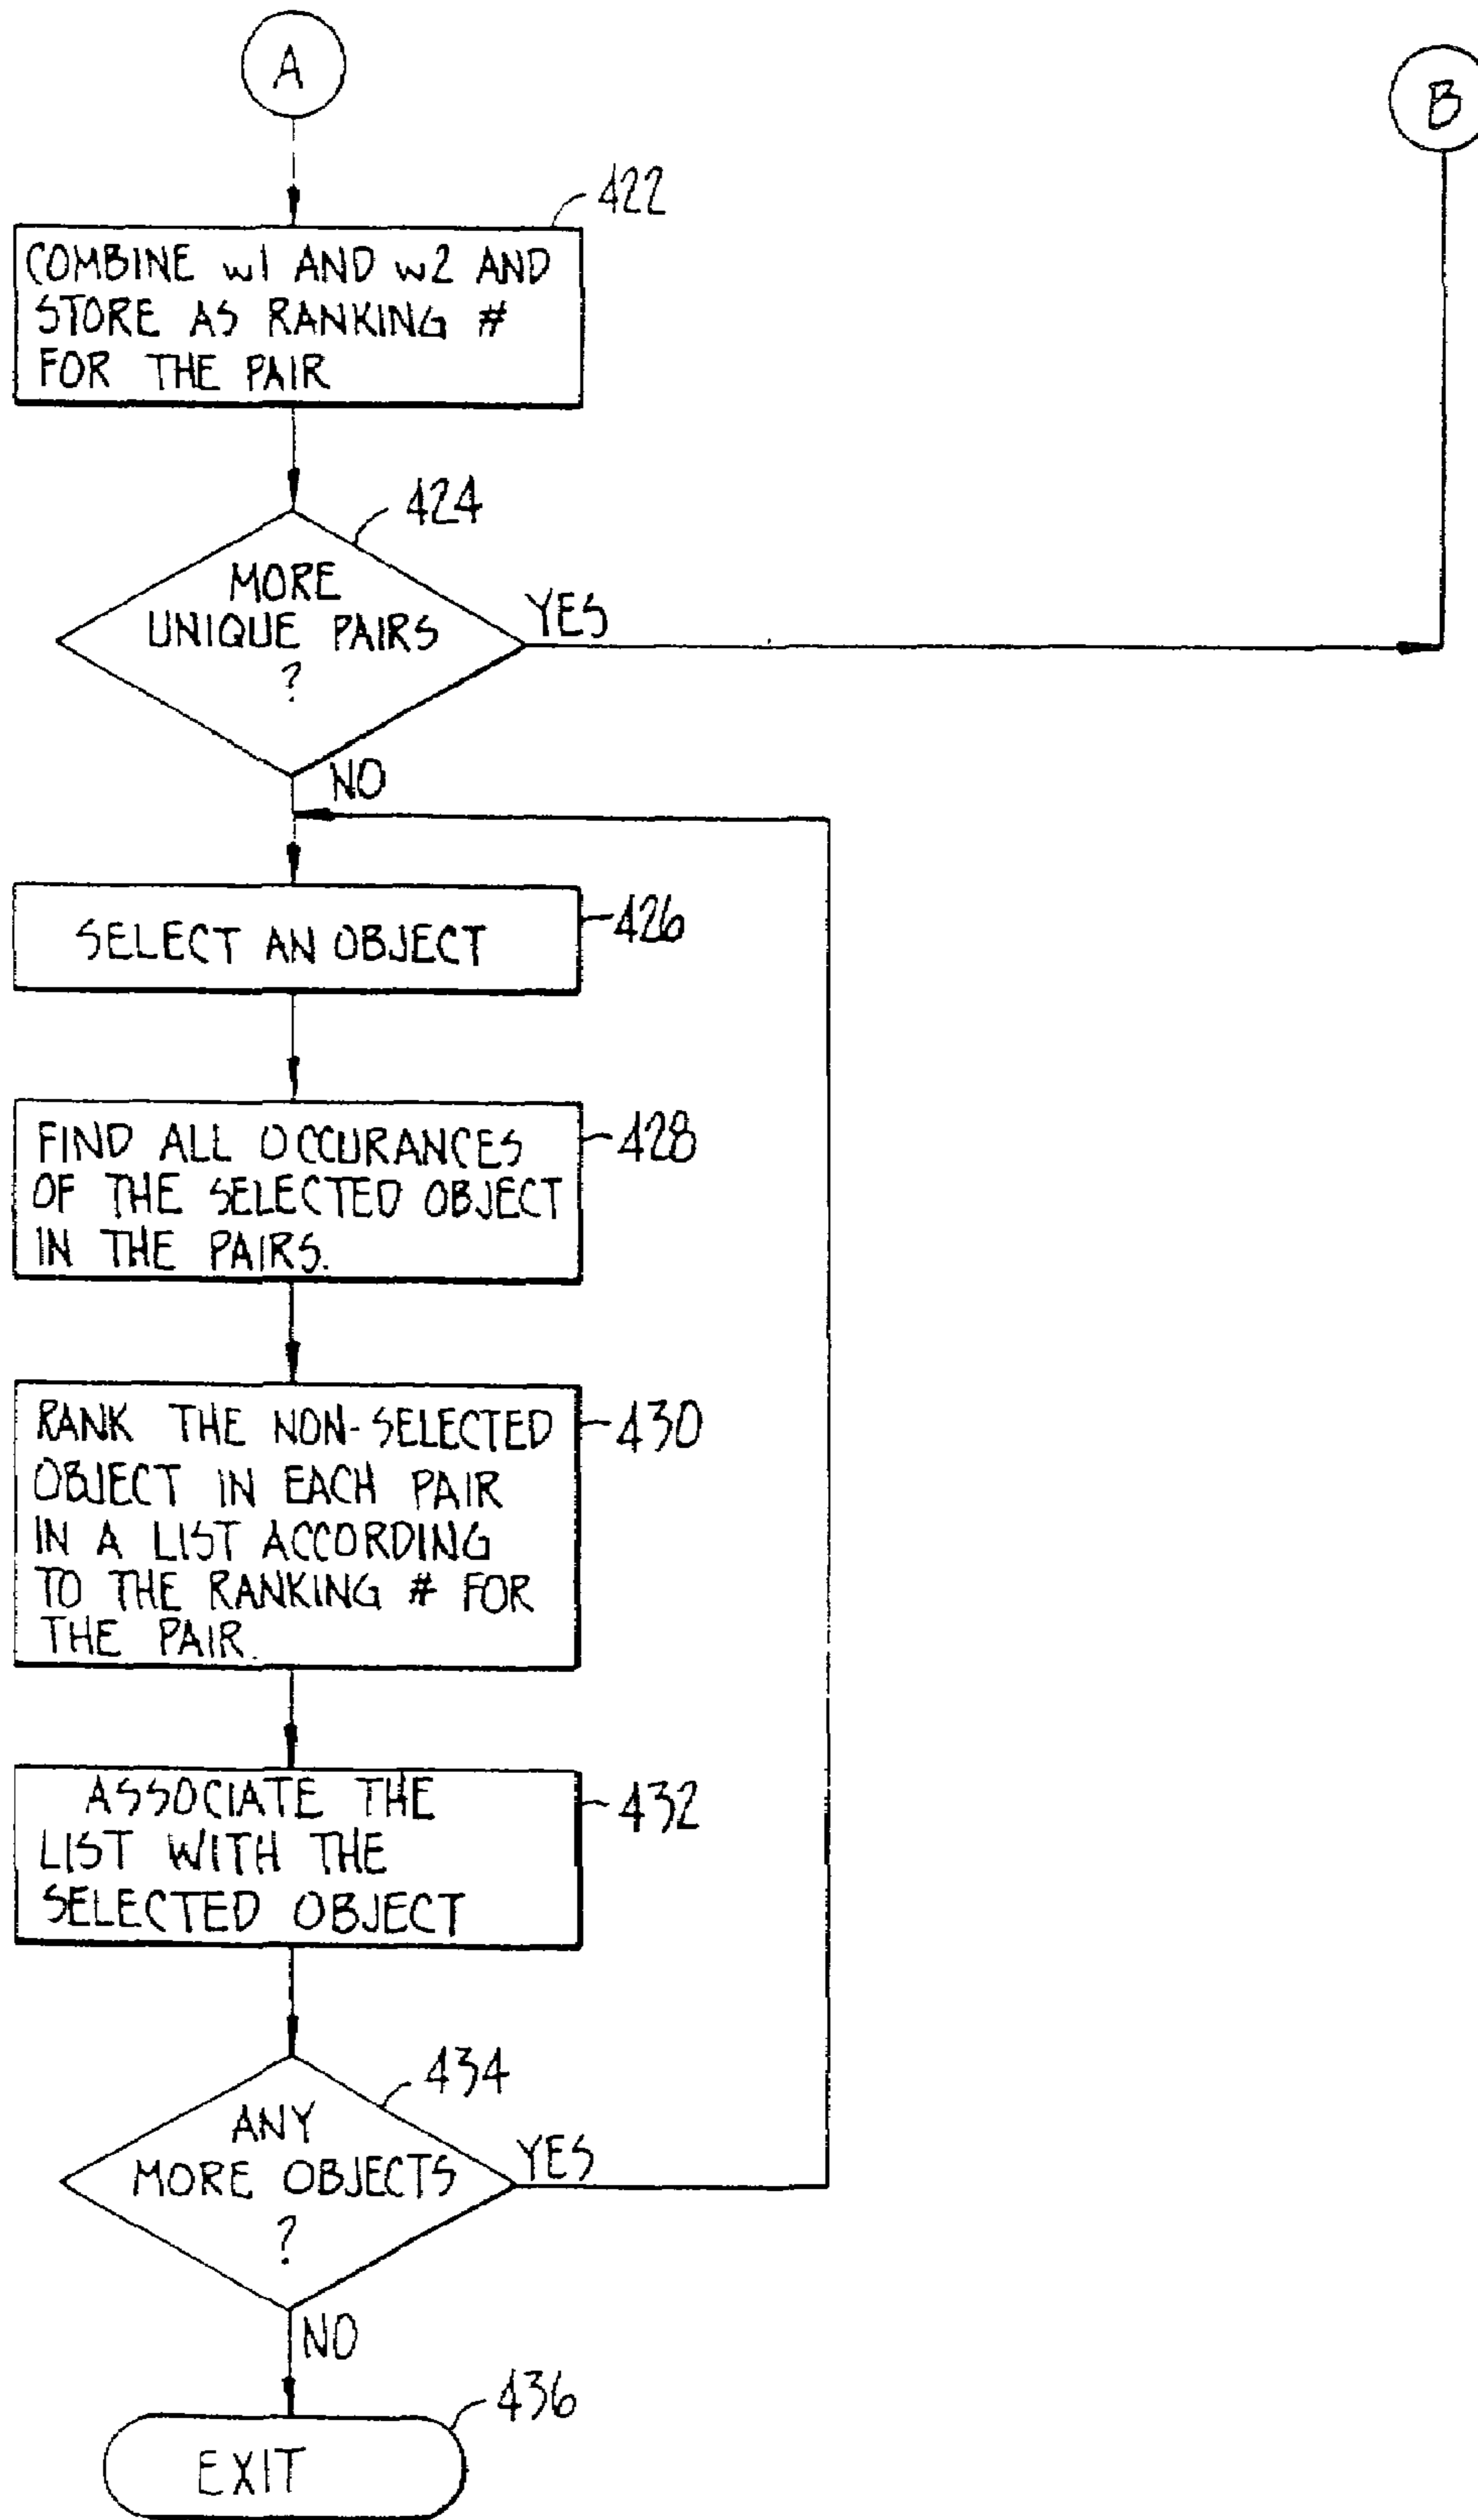 A
B
422
COMBINE w1 AND w2 AND
STORE AS RANKING #
FOR THE PAIR
424
MORE
UNIQUE PAIRS
?
YES
NO
SELECT AN OBJECT
426
FIND ALL OCCURANCES
OF THE SELECTED OBJECT
IN THE PAIRS.
428
RANK THE NON-SELECTED
OBJECT IN EACH PAIR
IN A LIST ACCORDING
TO THE RANKING # FOR
THE PAIR.
430
ASSOCIATE THE
LIST WITH THE
SELECTED OBJECT
432
434
ANY
MORE OBJECTS
?
YES
NO
436
EXIT